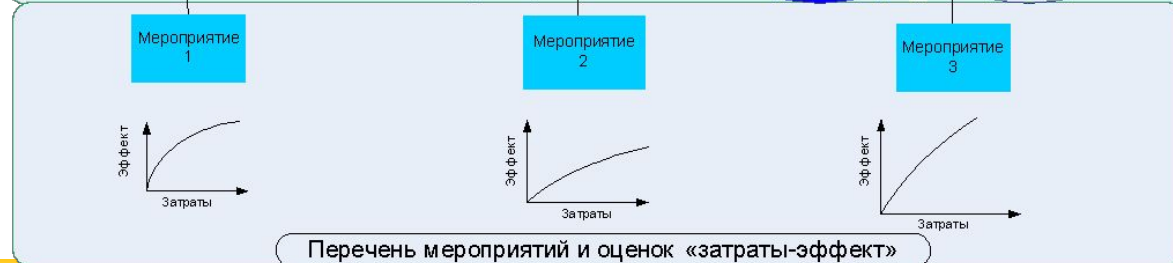 Мероприятие
1
Мероприятие
2
Мероприятие
3
Эффект
Затраты
Эффект
Затраты
Эффект
Затраты
Перечень мероприятий и оценок «затраты-эффект»